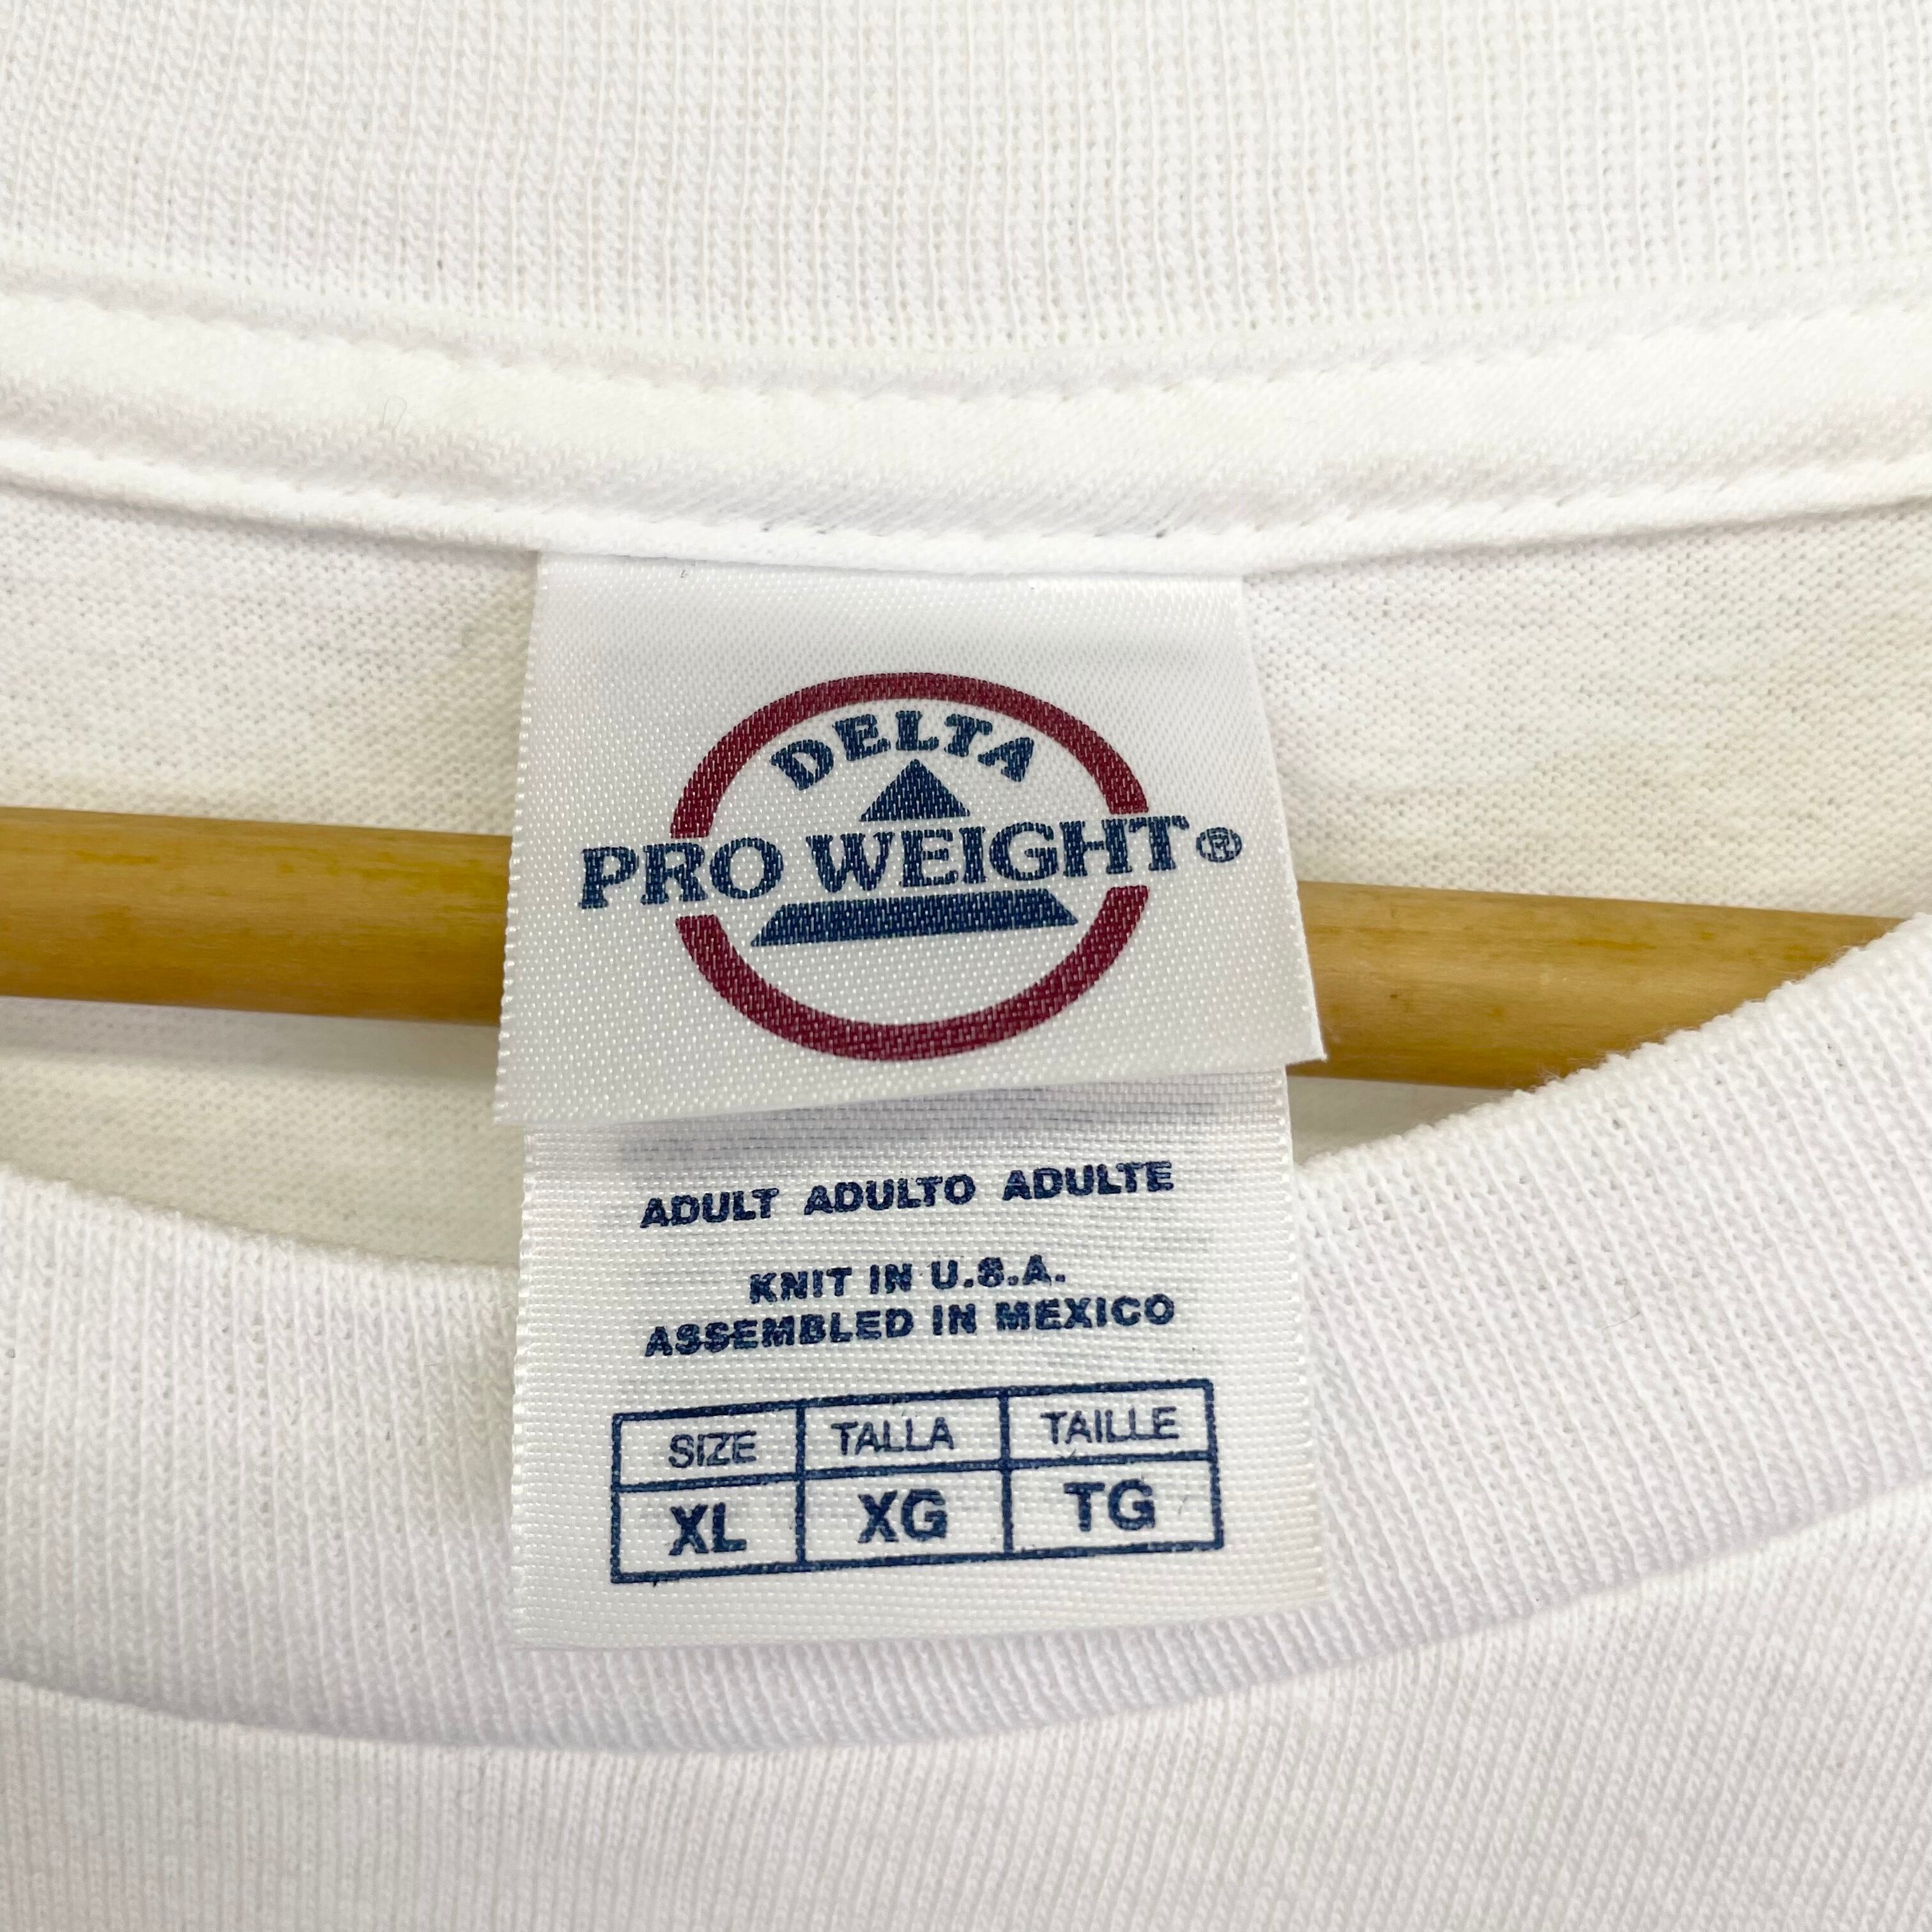 DELTA
PRO WEIGHT®
ADULT ADULTO ADULTE
KNIT IN U.S.A.
ASSEMBLED IN MEXICO
SIZE TALLA TAILLE
XL XG TG